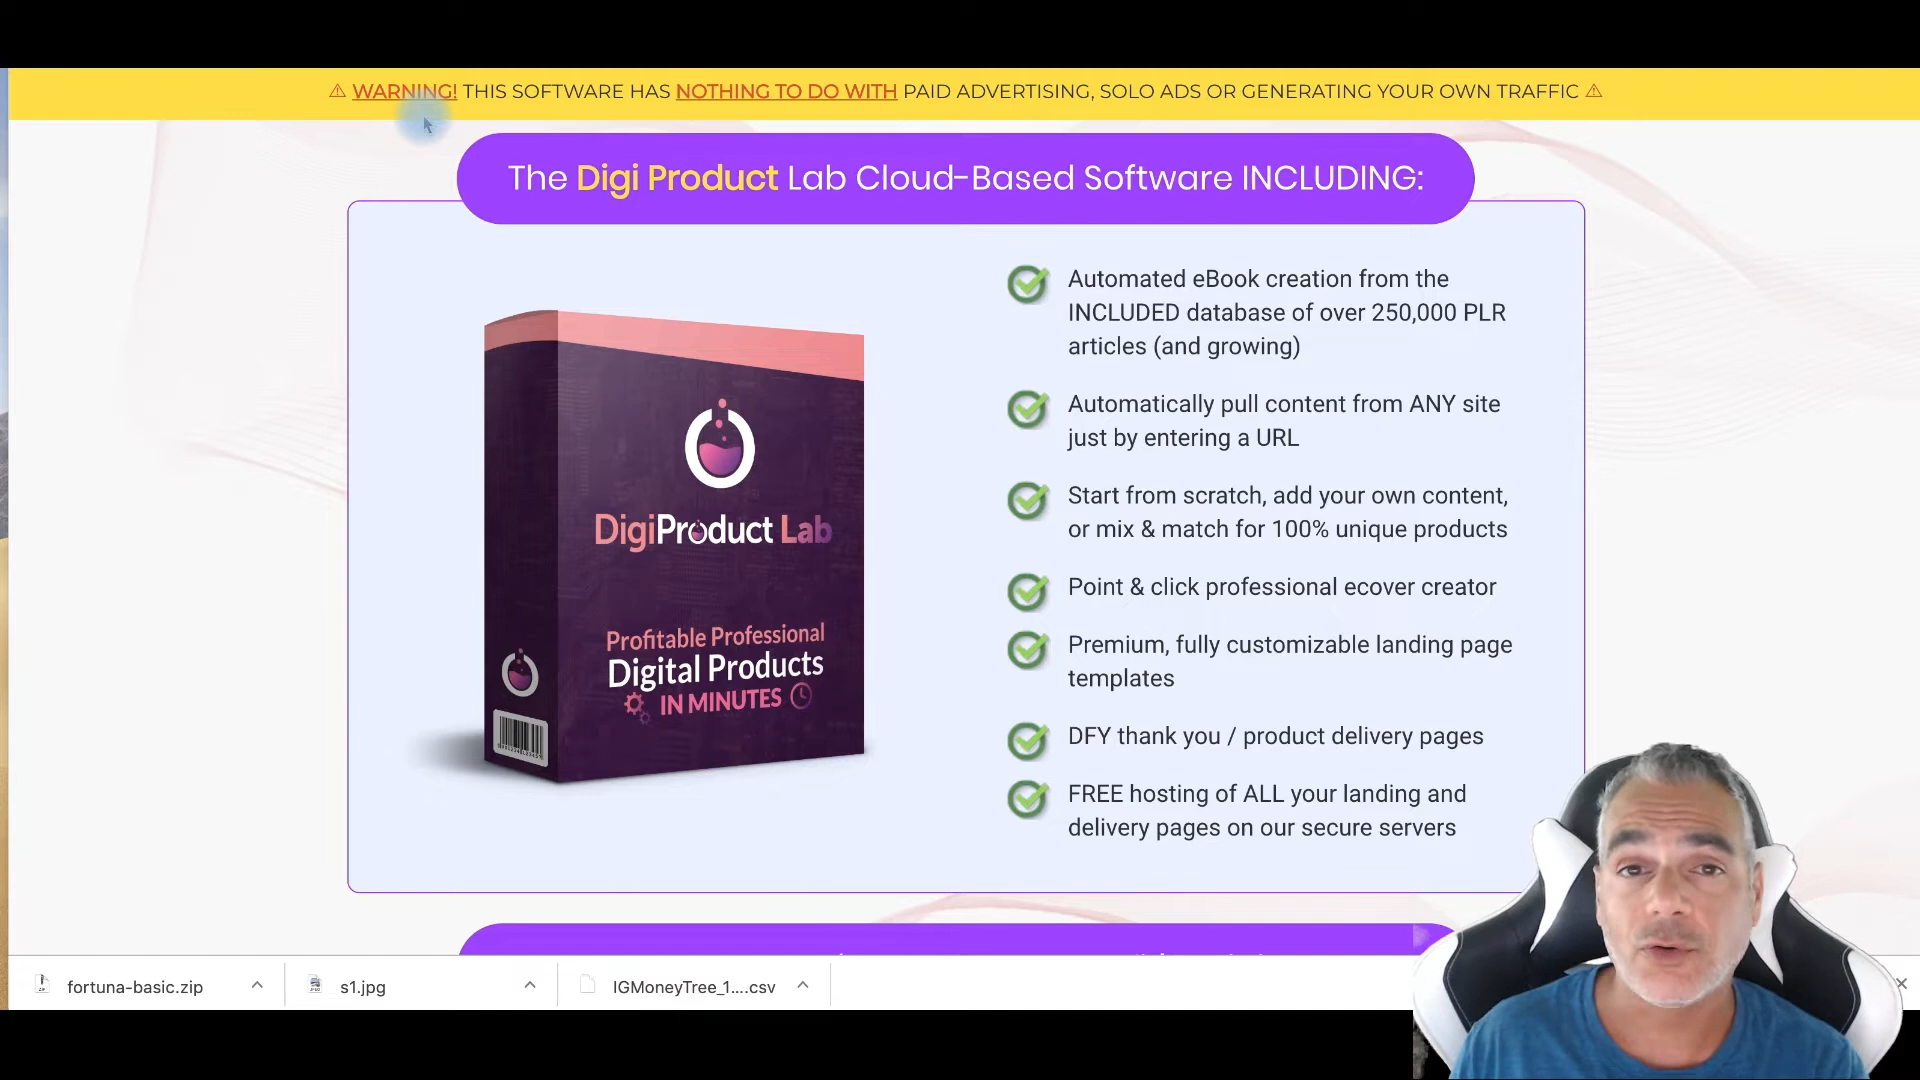 ⚠ WARNING! THIS SOFTWARE HAS NOTHING TO DO WITH PAID ADVERTISING, SOLO ADS OR GENERATING YOUR OWN TRAFFIC ⚠
The Digi Product Lab Cloud-Based Software INCLUDING:
Automated eBook creation from the
INCLUDED database of over 250,000 PLR
articles (and growing)
Automatically pull content from ANY site
just by entering a URL
Start from scratch, add your own content,
or mix & match for 100% unique products
Point & click professional ecover creator
Premium, fully customizable landing page
templates
DFY thank you / product delivery pages
FREE hosting of ALL your landing and
delivery pages on our secure servers
DigiProduct Lab
Profitable Professional
Digital Products
IN MINUTES
fortuna-basic.zip
s1.jpg
IGMoneyTree_1....csv